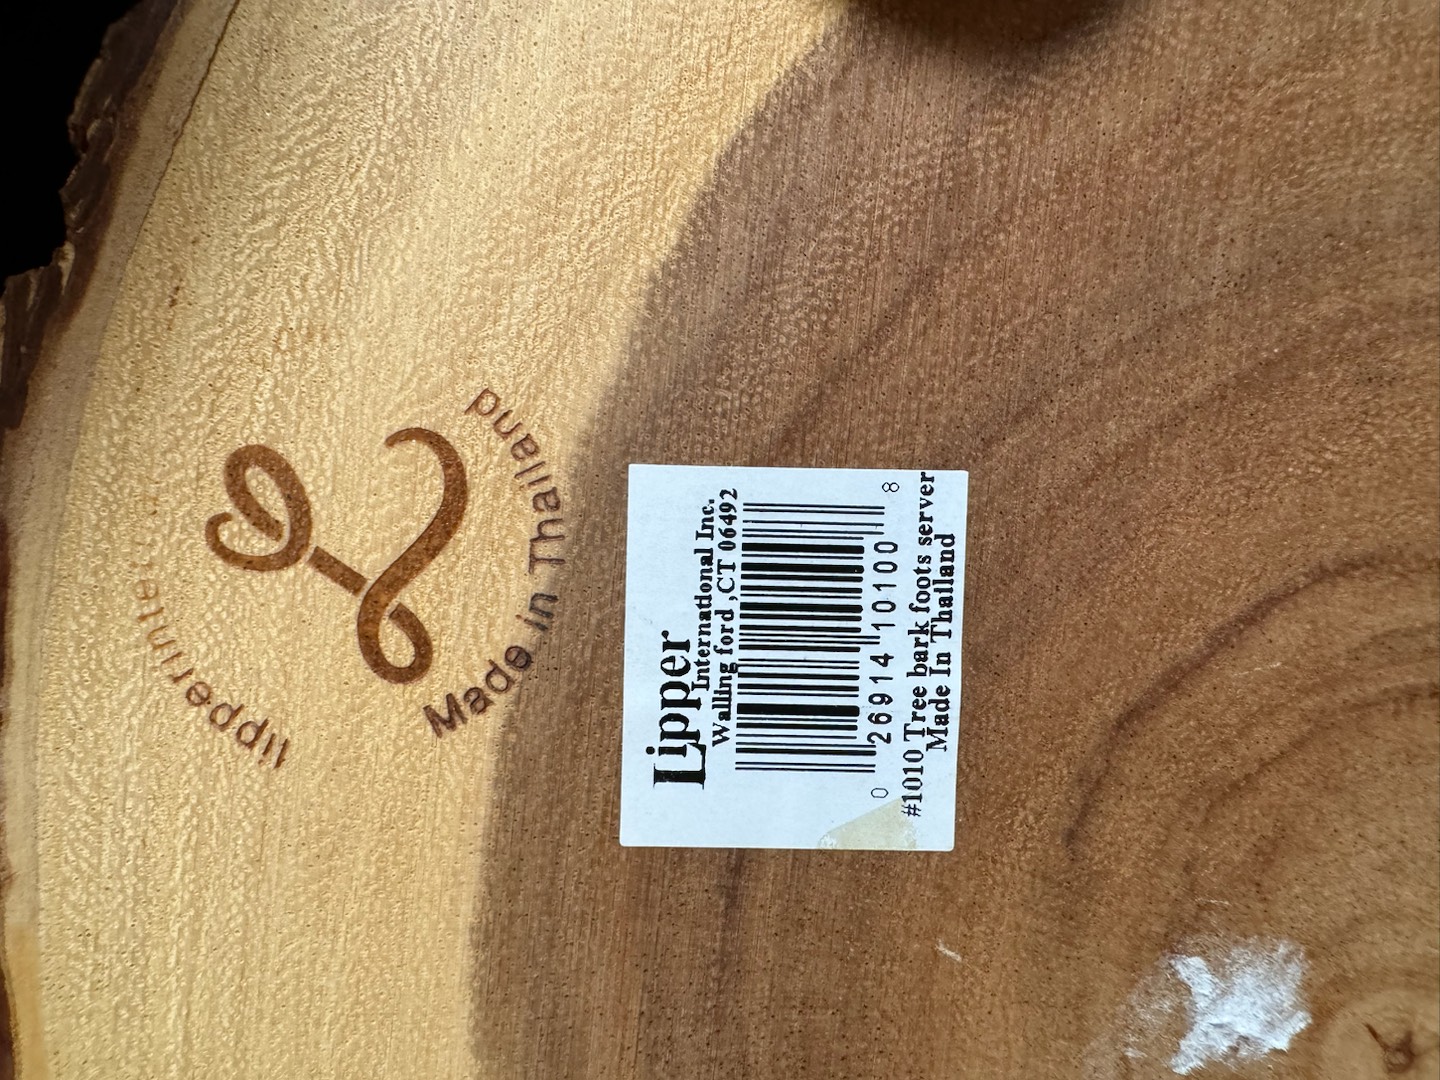 Lipper
International Inc.
Walling ford ,CT 06492
0 26914 10100 8
#1010 Tree bark foots server
Made In Thailand
Made in Thailand